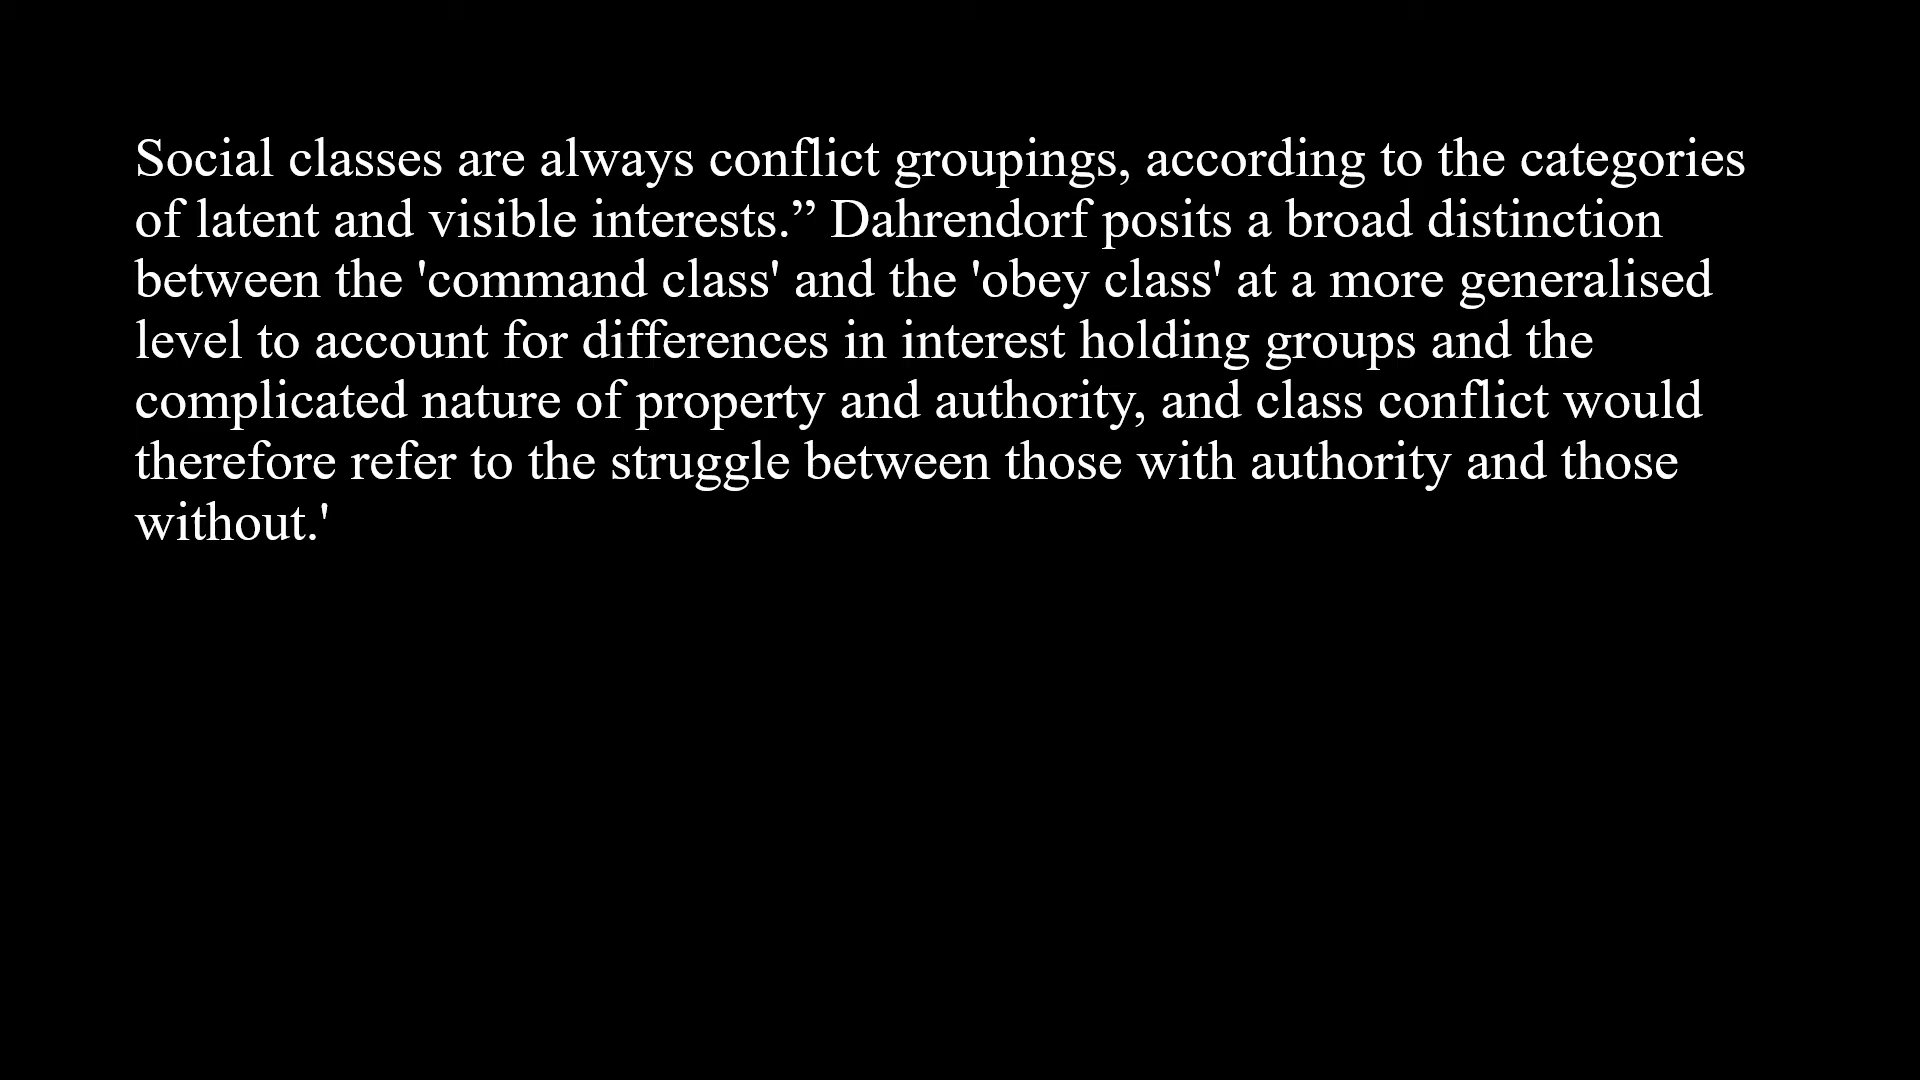 Social classes are always conflict groupings, according to the categories
of latent and visible interests.” Dahrendorf posits a broad distinction
between the 'command class' and the 'obey class' at a more generalised
level to account for differences in interest holding groups and the
complicated nature of property and authority, and class conflict would
therefore refer to the struggle between those with authority and those
without.'